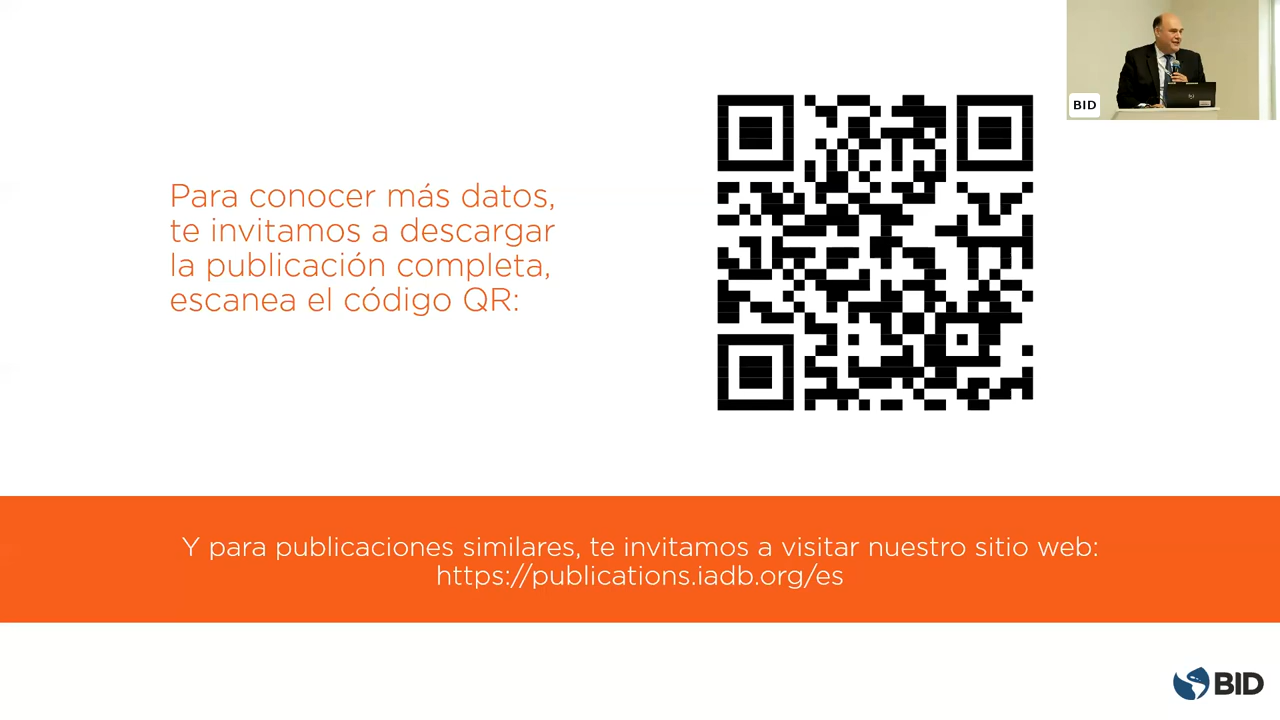 BID
Para conocer más datos,
te invitamos a descargar
la publicación completa,
escanea el código QR:
Y para publicaciones similares, te invitamos a visitar nuestro sitio web:
https://publications.iadb.org/es
BID